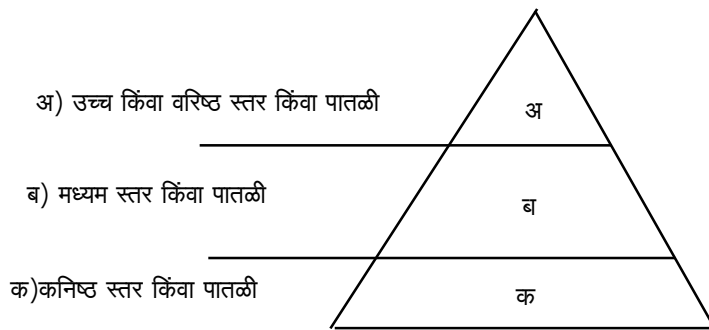 अ) उच्च किंवा वरिष्ठ स्तर किंवा पातळी
अ
ब) मध्यम स्तर किंवा पातळी
ब
क)कनिष्ठ स्तर किंवा पातळी
क